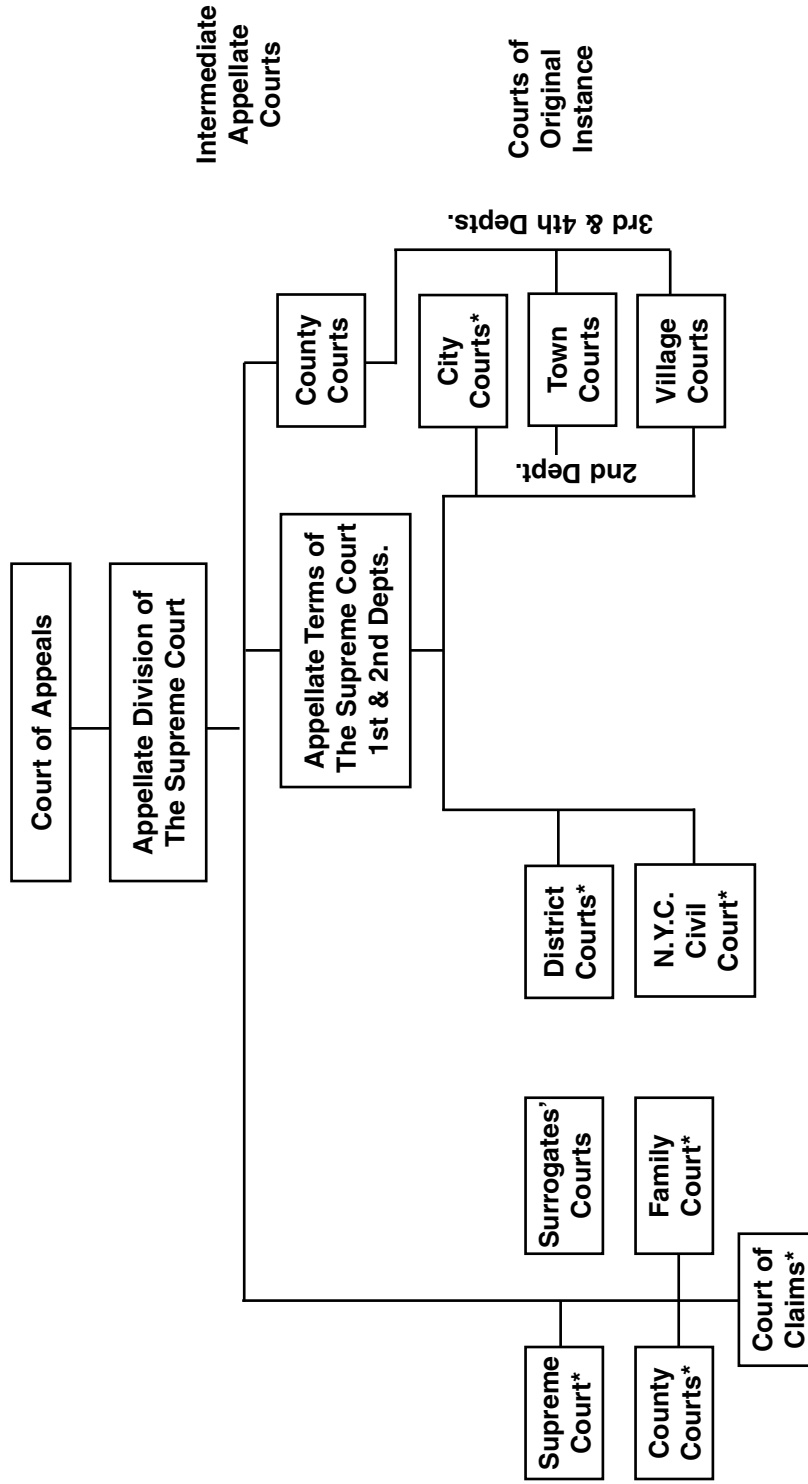 Court of Appeals
Appellate Division of
The Supreme Court
Intermediate
Appellate
Courts
Appellate Terms of
The Supreme Court
1st & 2nd Depts.
County
Courts
Courts of
Original
Instance
Supreme
Court*
Surrogates’
Courts
District
Courts*
City
Courts*
County
Courts*
Family
Court*
N.Y.C.
Civil
Court*
2nd Dept.
Town
Courts
3rd & 4th Depts.
Court of
Claims*
Village
Courts